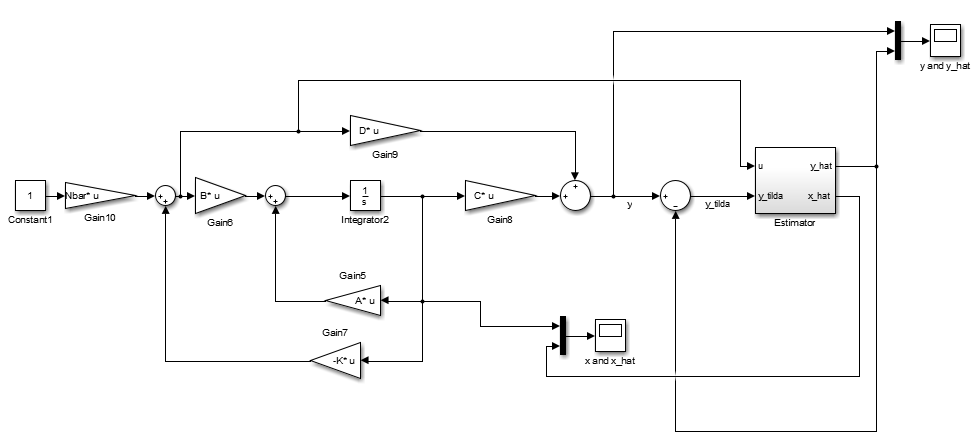 y and y_hat
D* u
Gain9
u
y_hat
y_tilda
x_hat
Estimator
1
Constant1
Nbar* u
Gain10
+
+
B* u
Gain6
+
+
1
s
Integrator2
C* u
Gain8
+
+
y
+
−
y_tilda
Gain5
A* u
Gain7
-K* u
x and x_hat